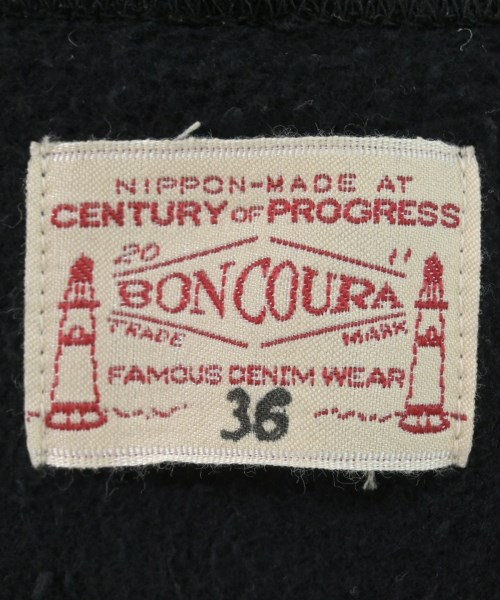 NIPPON-MADE AT
CENTURY OF PROGRESS
20 11
BONCOURA
TRADE MARK
FAMOUS DENIM WEAR
36